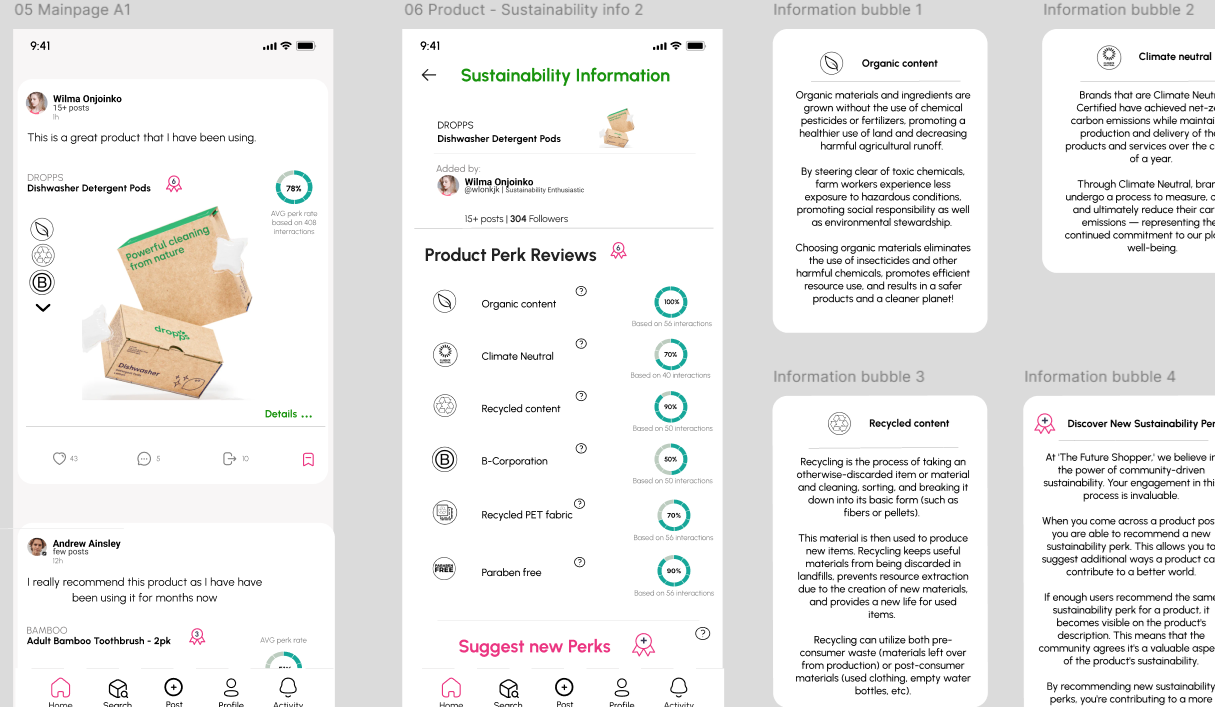 05 Mainpage A1
9:41
Wilma Onjoinko
15+ posts
1h
This is a great product that I have been using.
DROPPS
Dishwasher Detergent Pods
6
78%
AVG perk rate
based on 408
interractions
Powerful cleaning
from nature
dropps
Dishwasher
B
Details ...
43
5
10
Andrew Ainsley
few posts
12h
I really recommend this product as I have have
been using it for months now
BAMBOO
Adult Bamboo Toothbrush - 2pk
3
AVG perk rate
Home
Search
Post
Profile
Activity
06 Product - Sustainability info 2
9:41
Sustainability Information
DROPPS
Dishwasher Detergent Pods
Added by:
Wilma Onjoinko
@wlonkjk | Sustainability Enthusiastic
15+ posts | 304 Followers
Product Perk Reviews
6
Organic content
?
100%
Based on 56 interactions
Climate Neutral
?
70%
Based on 40 interactions
Recycled content
?
90%
Based on 50 interactions
B
B-Corporation
?
50%
Based on 50 interactions
Recycled PET fabric
?
70%
Based on 56 interactions
PARABEN
FREE
Paraben free
?
90%
Based on 56 interactions
Suggest new Perks
?
Home
Search
Post
Profile
Activity
Information bubble 1
Organic content
Organic materials and ingredients are
grown without the use of chemical
pesticides or fertilizers, promoting a
healthier use of land and decreasing
harmful agricultural runoff.
By steering clear of toxic chemicals,
farm workers experience less
exposure to hazardous conditions,
promoting social responsibility as well
as environmental stewardship.
Choosing organic materials eliminates
the use of insecticides and other
harmful chemicals, promotes efficient
resource use, and results in a safer
products and a cleaner planet!
Information bubble 2
Climate neutral
Brands that are Climate Neutr
Certified have achieved net-ze
carbon emissions while maintai
production and delivery of the
products and services over the c
of a year.
Through Climate Neutral, bran
undergo a process to measure, o
and ultimately reduce their car
emissions — representing the
continued commitment to our pla
well-being.
Information bubble 3
Recycled content
Recycling is the process of taking an
otherwise-discarded item or material
and cleaning, sorting, and breaking it
down into its basic form (such as
fibers or pellets).
This material is then used to produce
new items. Recycling keeps useful
materials from being discarded in
landfills, prevents resource extraction
due to the creation of new materials,
and provides a new life for used
items.
Recycling can utilize both pre-
consumer waste (materials left over
from production) or post-consumer
materials (used clothing, empty water
bottles, etc).
Information bubble 4
Discover New Sustainability Per
At 'The Future Shopper,' we believe in
the power of community-driven
sustainability. Your engagement in this
process is invaluable.
When you come across a product post
you are able to recommend a new
sustainability perk. This allows you to
suggest additional ways a product ca
contribute to a better world.
If enough users recommend the same
sustainability perk for a product, it
becomes visible on the product's
description. This means that the
community agrees it's a valuable aspe
of the product's sustainability.
By recommending new sustainability
perks, you're contributing to a more